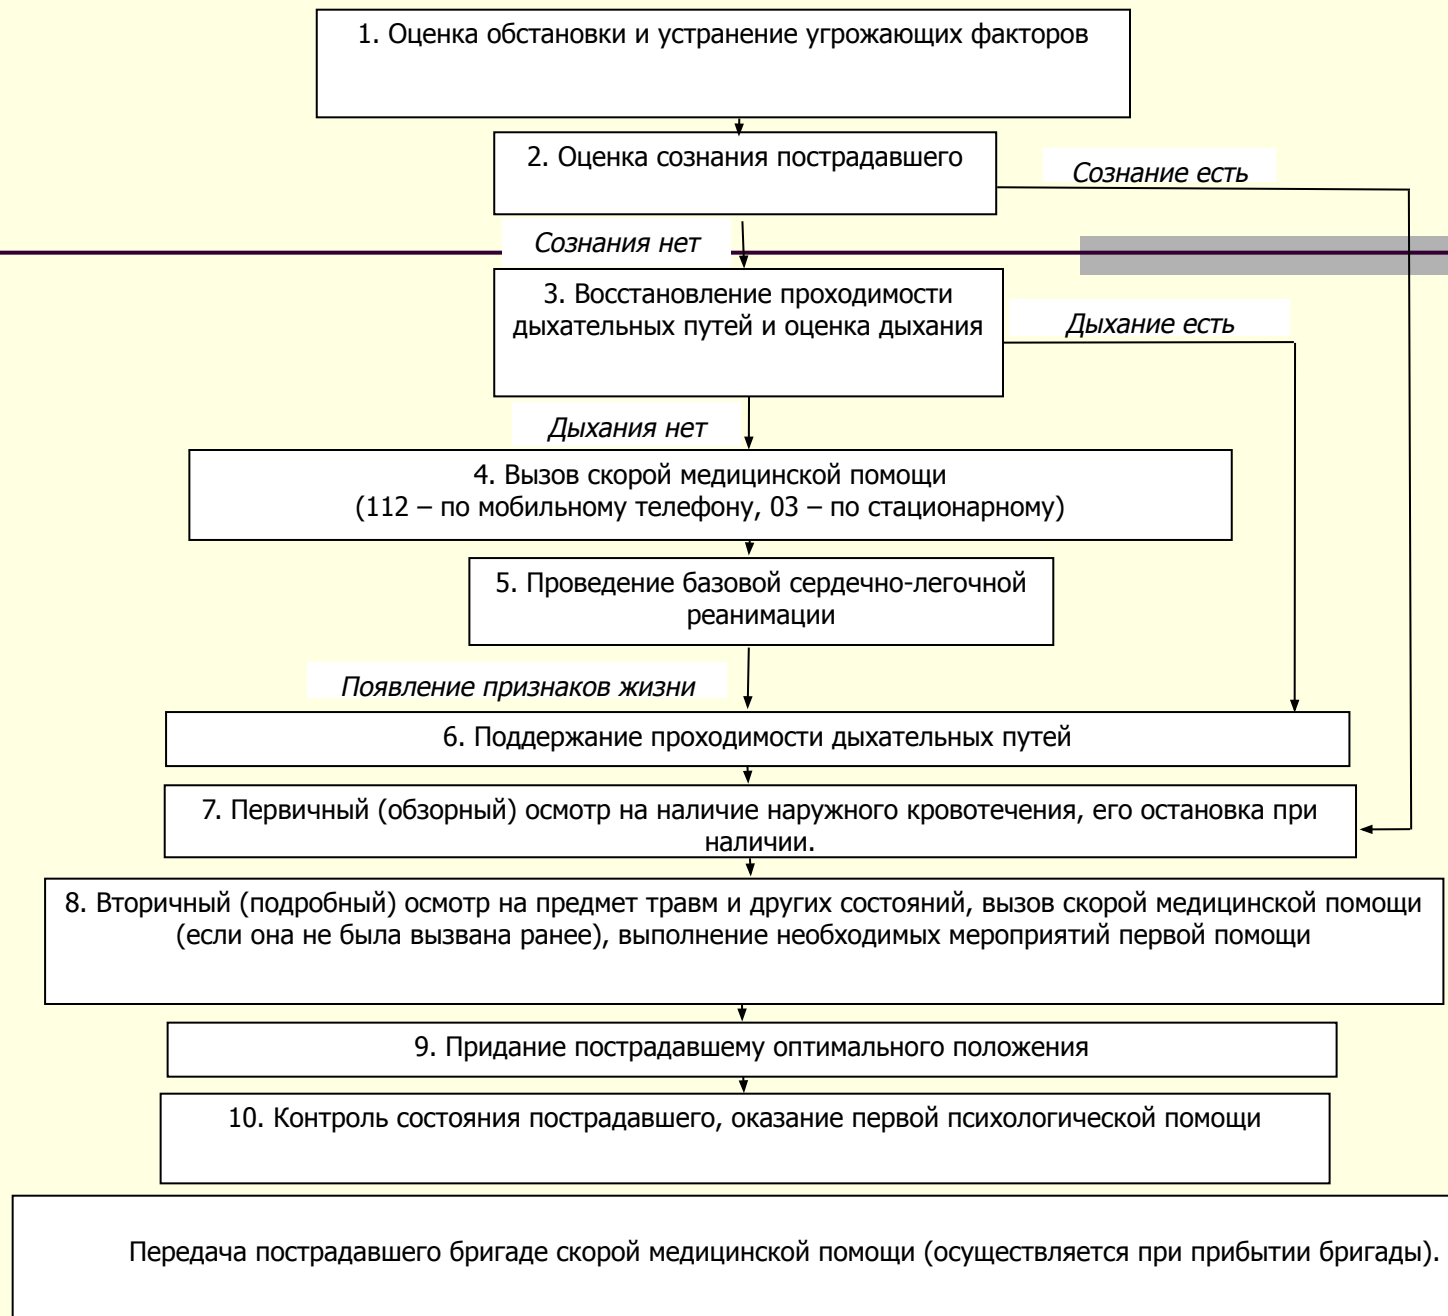 1. Оценка обстановки и устранение угрожающих факторов
2. Оценка сознания пострадавшего
Сознание есть
Сознания нет
3. Восстановление проходимости
дыхательных путей и оценка дыхания
Дыхание есть
Дыхания нет
4. Вызов скорой медицинской помощи
(112 – по мобильному телефону, 03 – по стационарному)
5. Проведение базовой сердечно-легочной
реанимации
Появление признаков жизни
6. Поддержание проходимости дыхательных путей
7. Первичный (обзорный) осмотр на наличие наружного кровотечения, его остановка при
наличии.
8. Вторичный (подробный) осмотр на предмет травм и других состояний, вызов скорой медицинской помощи
(если она не была вызвана ранее), выполнение необходимых мероприятий первой помощи
9. Придание пострадавшему оптимального положения
10. Контроль состояния пострадавшего, оказание первой психологической помощи
Передача пострадавшего бригаде скорой медицинской помощи (осуществляется при прибытии бригады).